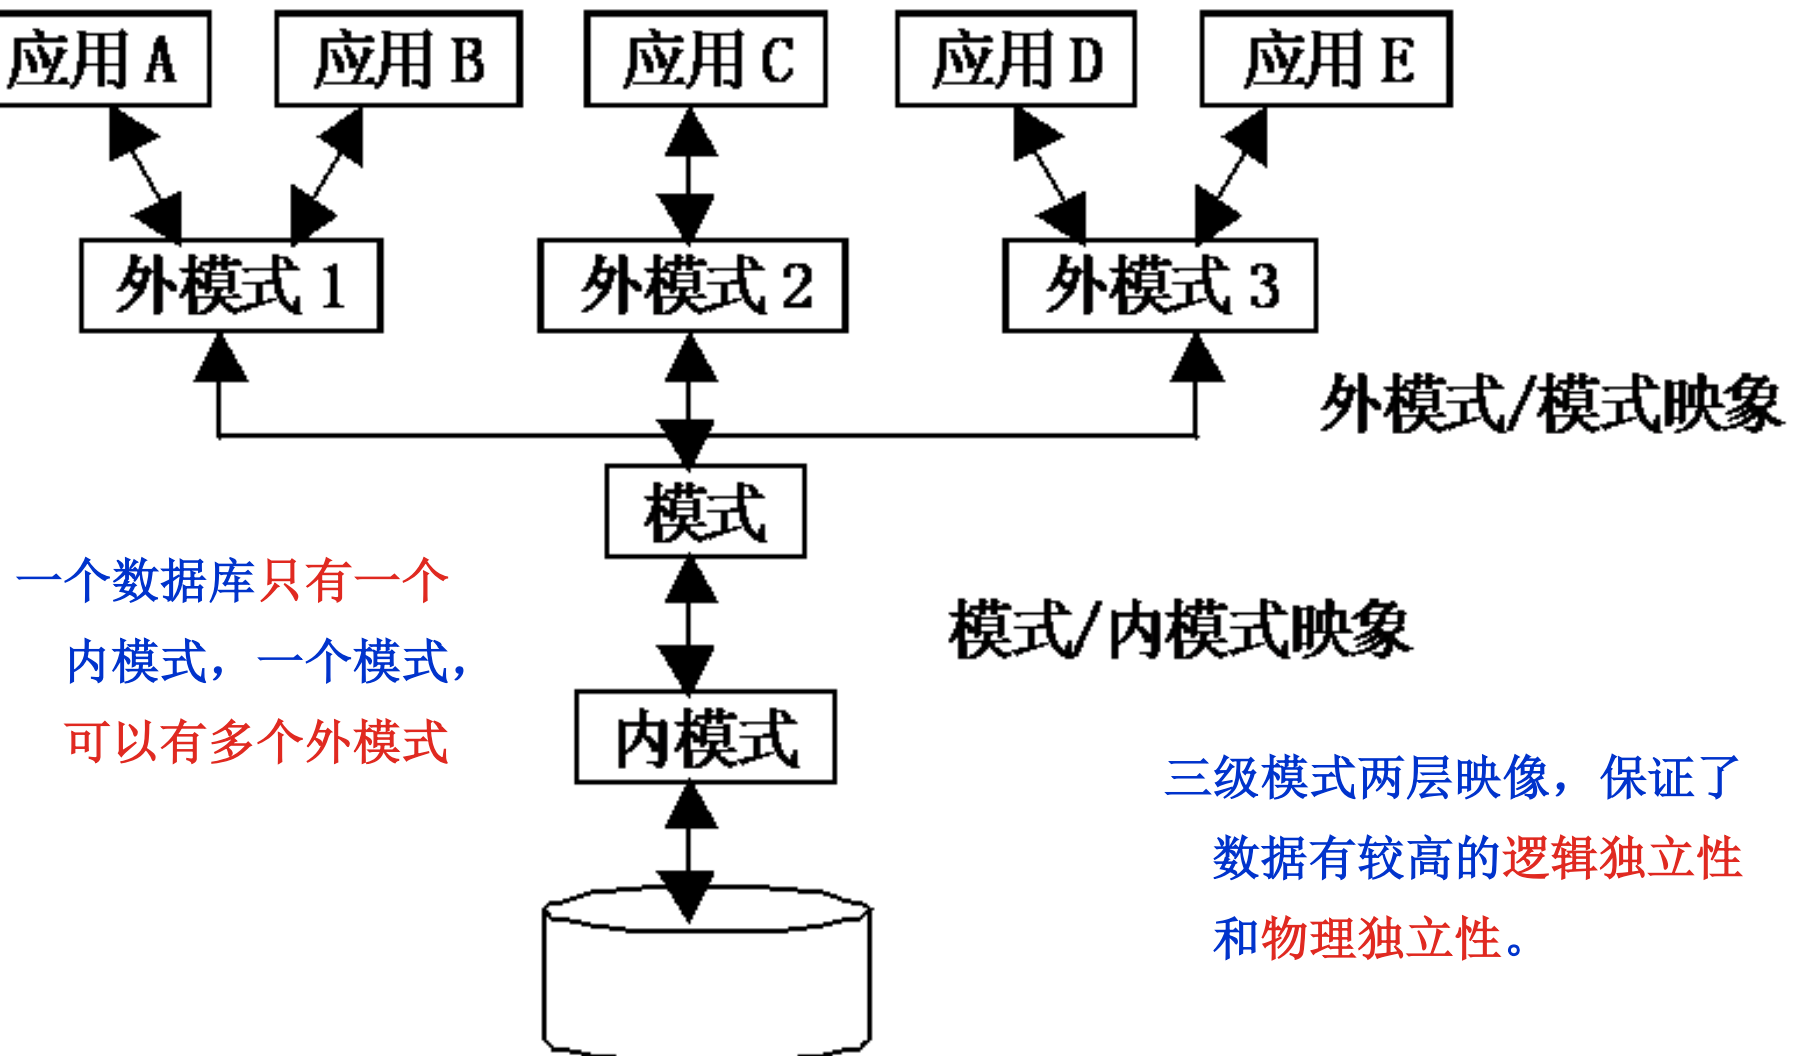 应用A 应用B 应用C 应用D 应用E
外模式1 外模式2 外模式3
外模式/模式映象
模式
一个数据库只有一个
内模式，一个模式，
可以有多个外模式
模式/内模式映象
内模式
三级模式两层映像，保证了
数据有较高的逻辑独立性
和物理独立性。